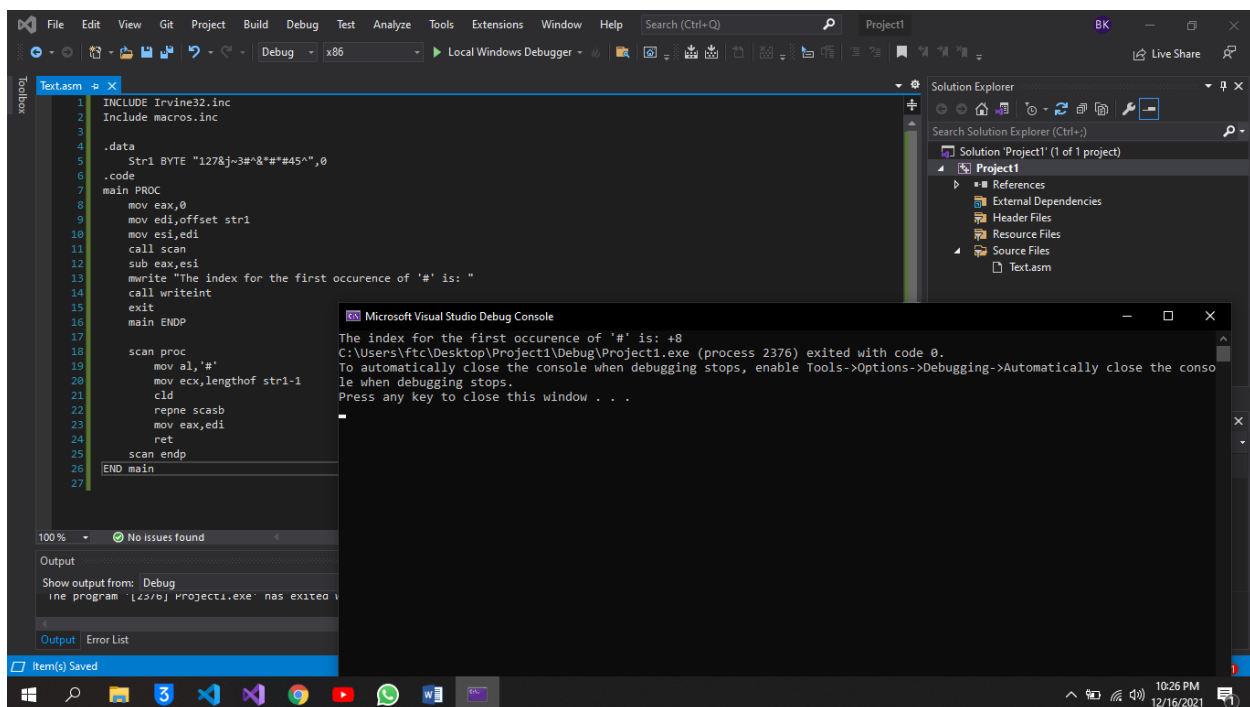 File Edit View Git Project Build Debug Test Analyze Tools Extensions Window Help Search (Ctrl+Q) Project1 BK
Debug x86 Local Windows Debugger Live Share
Toolbox
Text.asm
1 INCLUDE Irvine32.inc
2 Include macros.inc
3
4 .data
5 Str1 BYTE "127&j~3#^&*#*#45^",0
6 .code
7 main PROC
8 mov eax,0
9 mov edi,offset str1
10 mov esi,edi
11 call scan
12 sub eax,esi
13 mwrite "The index for the first occurence of '#' is: "
14 call writeint
15 exit
16 main ENDP
17
18 scan proc
19 mov al,'#'
20 mov ecx,lengthof str1-1
21 cld
22 repne scasb
23 mov eax,edi
24 ret
25 scan endp
26 END main
27
100 % No issues found
Output
Show output from: Debug
The program '[2376] Project1.exe' has exited
Output Error List
Item(s) Saved
Solution Explorer
Search Solution Explorer (Ctrl+;)
Solution 'Project1' (1 of 1 project)
Project1
References
External Dependencies
Header Files
Resource Files
Source Files
Text.asm
Microsoft Visual Studio Debug Console
The index for the first occurence of '#' is: +8
C:\Users\ftc\Desktop\Project1\Debug\Project1.exe (process 2376) exited with code 0.
To automatically close the console when debugging stops, enable Tools->Options->Debugging->Automatically close the conso
le when debugging stops.
Press any key to close this window . . .
3
W
1
10:26 PM
12/16/2021
1